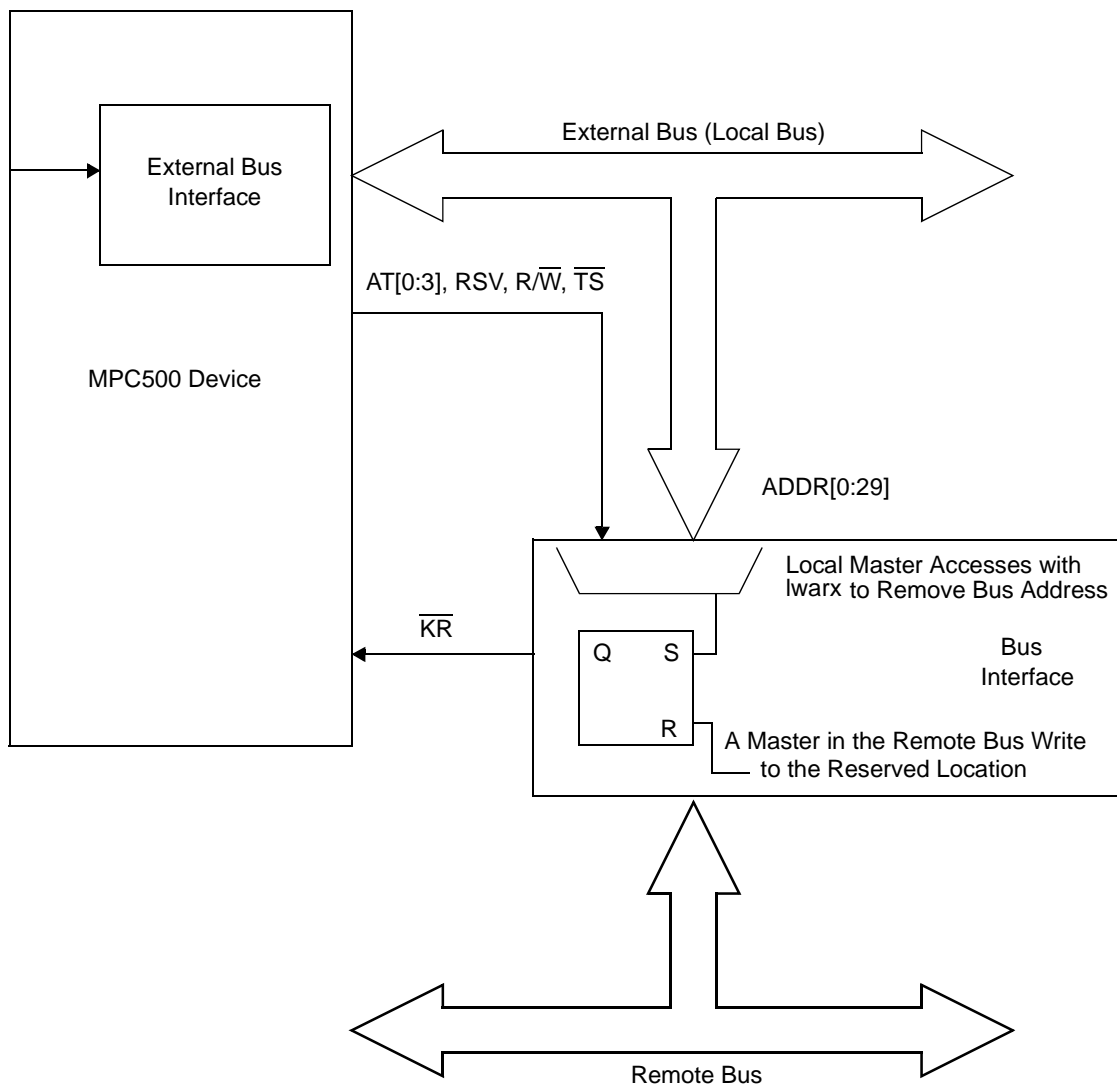 External Bus (Local Bus)
External Bus
Interface
AT[0:3], RSV, R/W̅, T̅S̅
MPC500 Device
ADDR[0:29]
Local Master Accesses with
lwarx to Remove Bus Address
K̅R̅
Q S
Bus
Interface
R
A Master in the Remote Bus Write
to the Reserved Location
Remote Bus